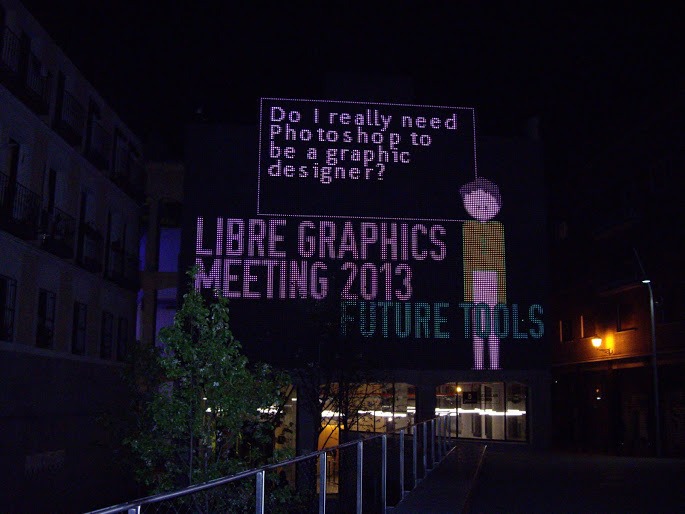 Do I really need
Photoshop to
be a graphic
designer?
LIBRE GRAPHICS
MEETING 2013
FUTURE TOOLS